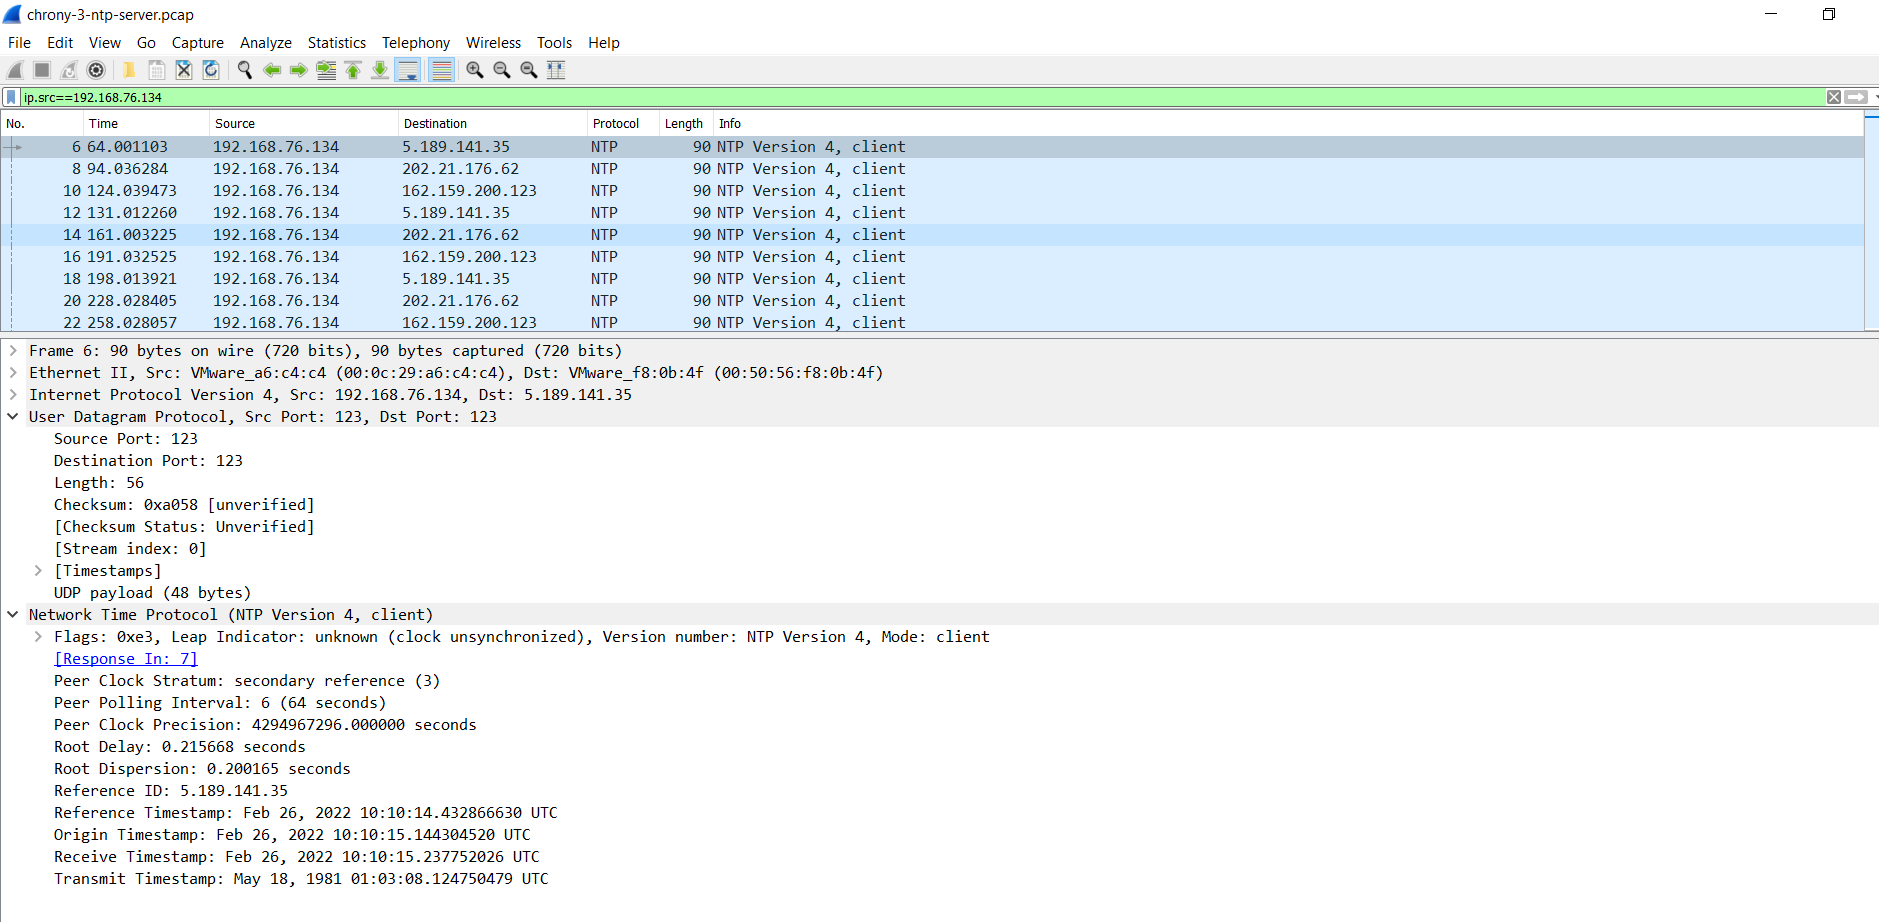 chrony-3-ntp-server.pcap
File Edit View Go Capture Analyze Statistics Telephony Wireless Tools Help
ip.src==192.168.76.134
No. Time Source Destination Protocol Length Info
6 64.001103 192.168.76.134 5.189.141.35 NTP 90 NTP Version 4, client
8 94.036284 192.168.76.134 202.21.176.62 NTP 90 NTP Version 4, client
10 124.039473 192.168.76.134 162.159.200.123 NTP 90 NTP Version 4, client
12 131.012260 192.168.76.134 5.189.141.35 NTP 90 NTP Version 4, client
14 161.003225 192.168.76.134 202.21.176.62 NTP 90 NTP Version 4, client
16 191.032525 192.168.76.134 162.159.200.123 NTP 90 NTP Version 4, client
18 198.013921 192.168.76.134 5.189.141.35 NTP 90 NTP Version 4, client
20 228.028405 192.168.76.134 202.21.176.62 NTP 90 NTP Version 4, client
22 258.028057 192.168.76.134 162.159.200.123 NTP 90 NTP Version 4, client
Frame 6: 90 bytes on wire (720 bits), 90 bytes captured (720 bits)
Ethernet II, Src: VMware_a6:c4:c4 (00:0c:29:a6:c4:c4), Dst: VMware_f8:0b:4f (00:50:56:f8:0b:4f)
Internet Protocol Version 4, Src: 192.168.76.134, Dst: 5.189.141.35
User Datagram Protocol, Src Port: 123, Dst Port: 123
Source Port: 123
Destination Port: 123
Length: 56
Checksum: 0xa058 [unverified]
[Checksum Status: Unverified]
[Stream index: 0]
[Timestamps]
UDP payload (48 bytes)
Network Time Protocol (NTP Version 4, client)
Flags: 0xe3, Leap Indicator: unknown (clock unsynchronized), Version number: NTP Version 4, Mode: client
[Response In: 7]
Peer Clock Stratum: secondary reference (3)
Peer Polling Interval: 6 (64 seconds)
Peer Clock Precision: 4294967296.000000 seconds
Root Delay: 0.215668 seconds
Root Dispersion: 0.200165 seconds
Reference ID: 5.189.141.35
Reference Timestamp: Feb 26, 2022 10:10:14.432866630 UTC
Origin Timestamp: Feb 26, 2022 10:10:15.144304520 UTC
Receive Timestamp: Feb 26, 2022 10:10:15.237752026 UTC
Transmit Timestamp: May 18, 1981 01:03:08.124750479 UTC